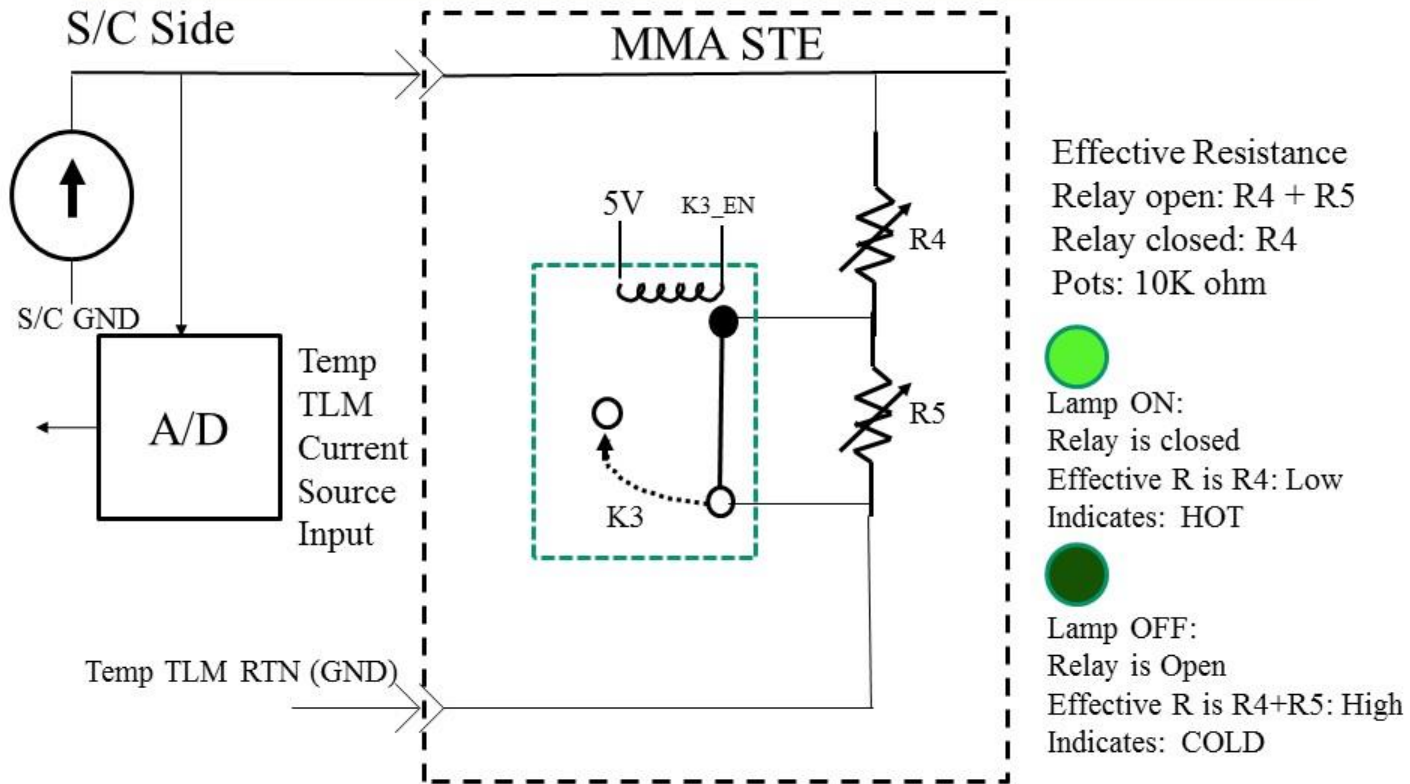 S/C Side
MMA STE
5V
K3_EN
R4
S/C GND
A/D
Temp
TLM
Current
Source
Input
R5
K3
Temp TLM RTN (GND)
Effective Resistance
Relay open: R4 + R5
Relay closed: R4
Pots: 10K ohm
Lamp ON:
Relay is closed
Effective R is R4: Low
Indicates: HOT
Lamp OFF:
Relay is Open
Effective R is R4+R5: High
Indicates: COLD